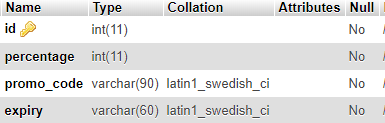 Name Type Collation Attributes Null
id int(11) No
percentage int(11) No
promo_code varchar(90) latin1_swedish_ci No
expiry varchar(60) latin1_swedish_ci No